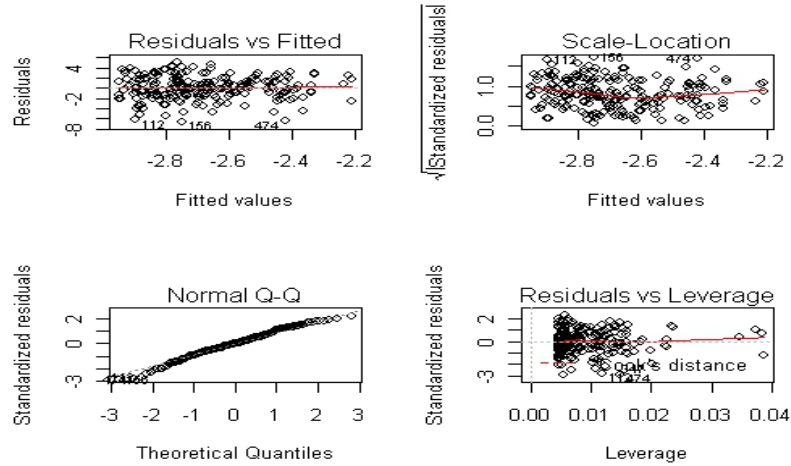 Residuals vs Fitted
Residuals
4
-2
-8
112
156
474
-2.8
-2.6
-2.4
-2.2
Fitted values
Scale-Location
√|Standardized residuals|
1.0
0.0
112
156
474
-2.8
-2.6
-2.4
-2.2
Fitted values
Normal Q-Q
Standardized residuals
2
0
-3
-3
-2
-1
0
1
2
3
Theoretical Quantiles
Residuals vs Leverage
Standardized residuals
2
0
-3
distance
0.00
0.01
0.02
0.03
0.04
Leverage